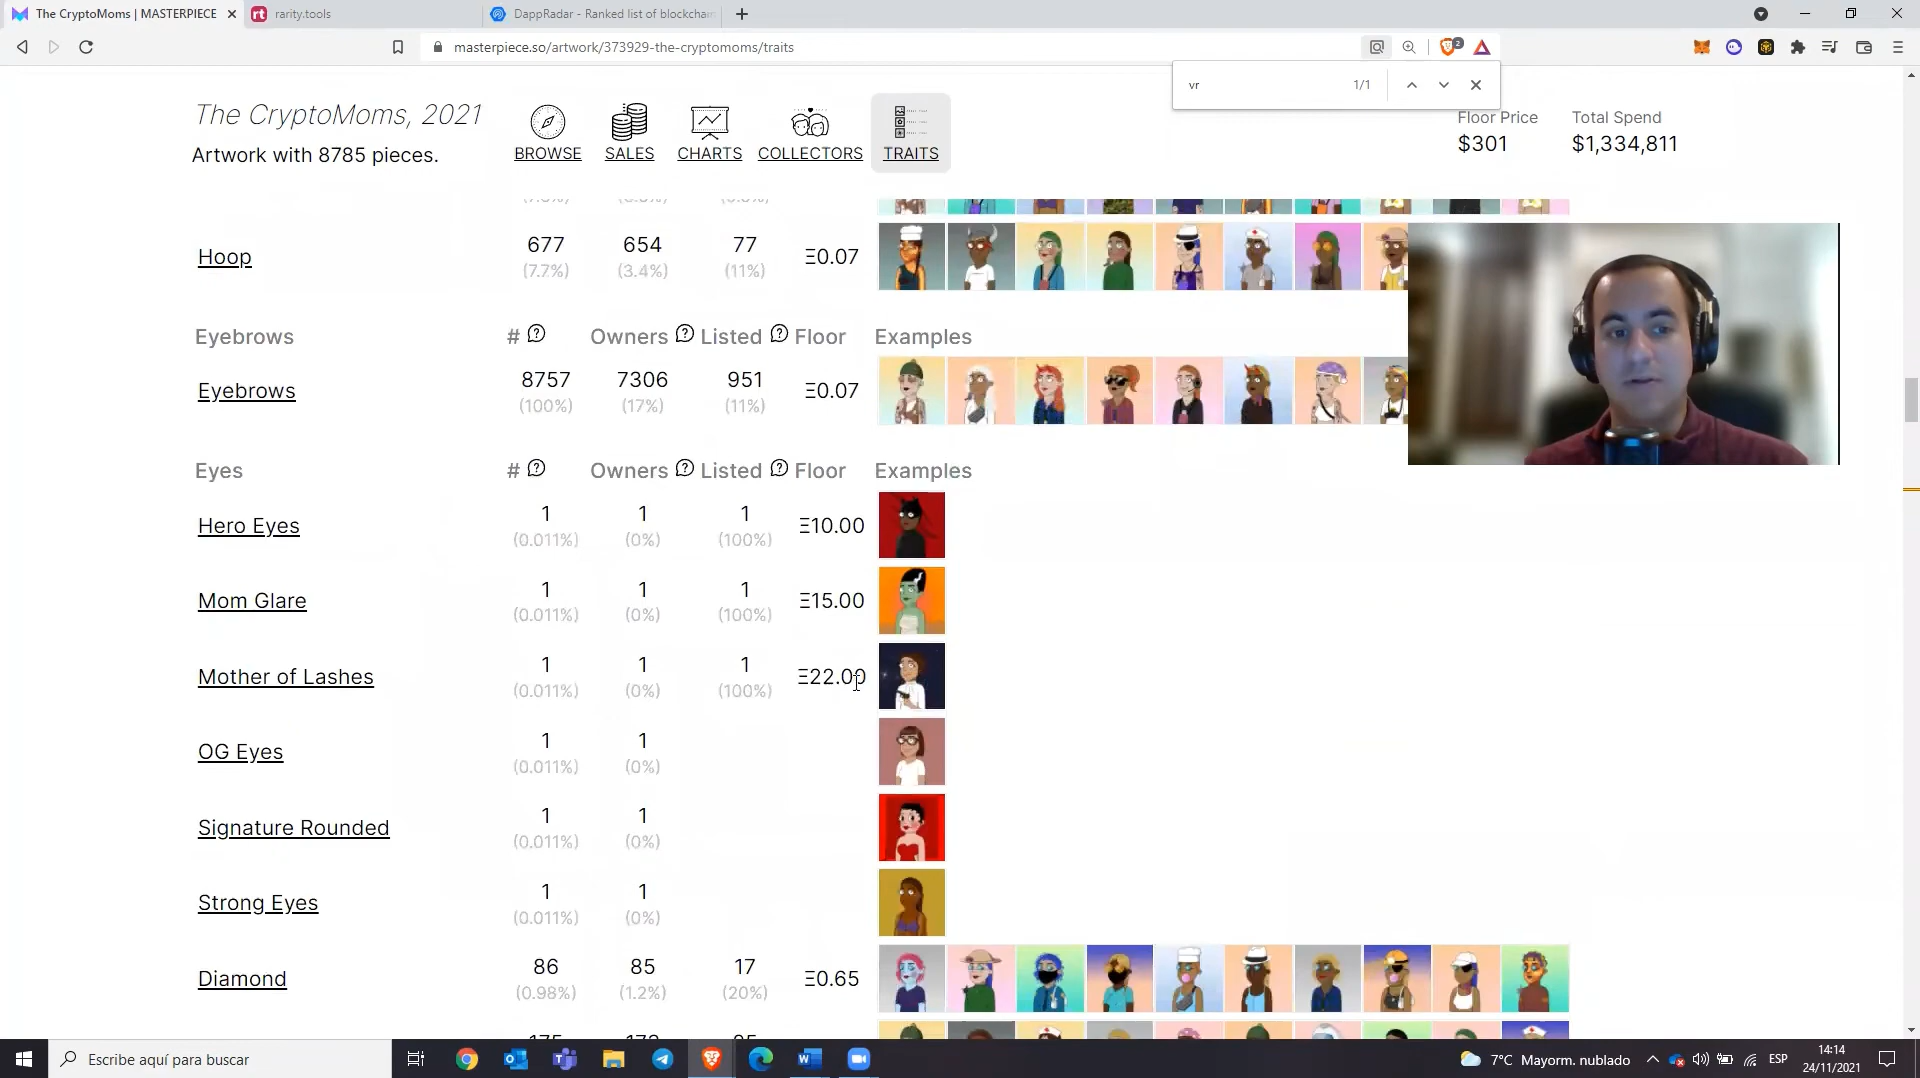 The CryptoMoms | MASTERPIECE
rarity.tools
DappRadar - Ranked list of blockchain
masterpiece.so/artwork/373929-the-cryptomoms/traits
2
vr 1/1
The CryptoMoms, 2021
Artwork with 8785 pieces.
BROWSE SALES CHARTS COLLECTORS TRAITS
Floor Price Total Spend
$301 $1,334,811
Hoop 677 654 77 Ξ0.07
(7.7%) (3.4%) (11%)
Eyebrows # Owners Listed Floor Examples
Eyebrows 8757 7306 951 Ξ0.07
(100%) (17%) (11%)
Eyes # Owners Listed Floor Examples
Hero Eyes 1 1 1 Ξ10.00
(0.011%) (0%) (100%)
Mom Glare 1 1 1 Ξ15.00
(0.011%) (0%) (100%)
Mother of Lashes 1 1 1 Ξ22.00
(0.011%) (0%) (100%)
OG Eyes 1 1
(0.011%) (0%)
Signature Rounded 1 1
(0.011%) (0%)
Strong Eyes 1 1
(0.011%) (0%)
Diamond 86 85 17 Ξ0.65
(0.98%) (1.2%) (20%)
Escribe aquí para buscar
7°C Mayorm. nublado
ESP
14:14
24/11/2021